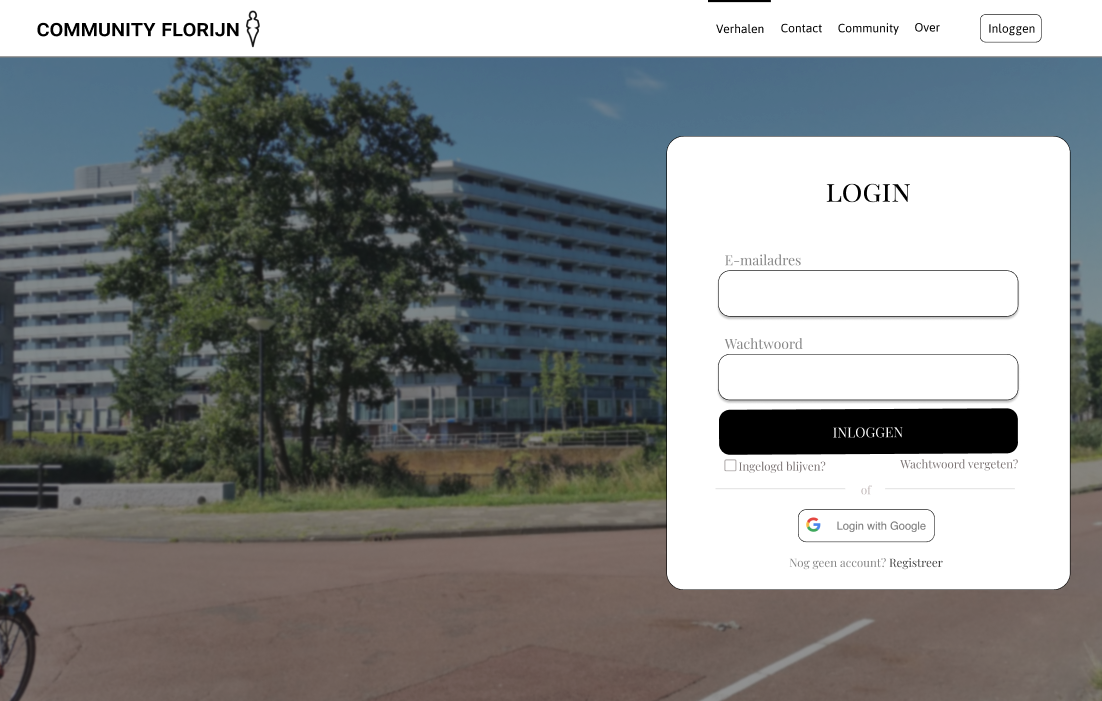 COMMUNITY FLORIJN
Verhalen Contact Community Over Inloggen
LOGIN
E-mailadres
Wachtwoord
INLOGGEN
Ingelogd blijven? Wachtwoord vergeten?
of
Login with Google
Nog geen account? Registreer